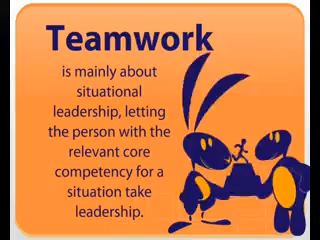 Teamwork
is mainly about
situational
leadership, letting
the person with the
relevant core
competency for a
situation take
leadership.